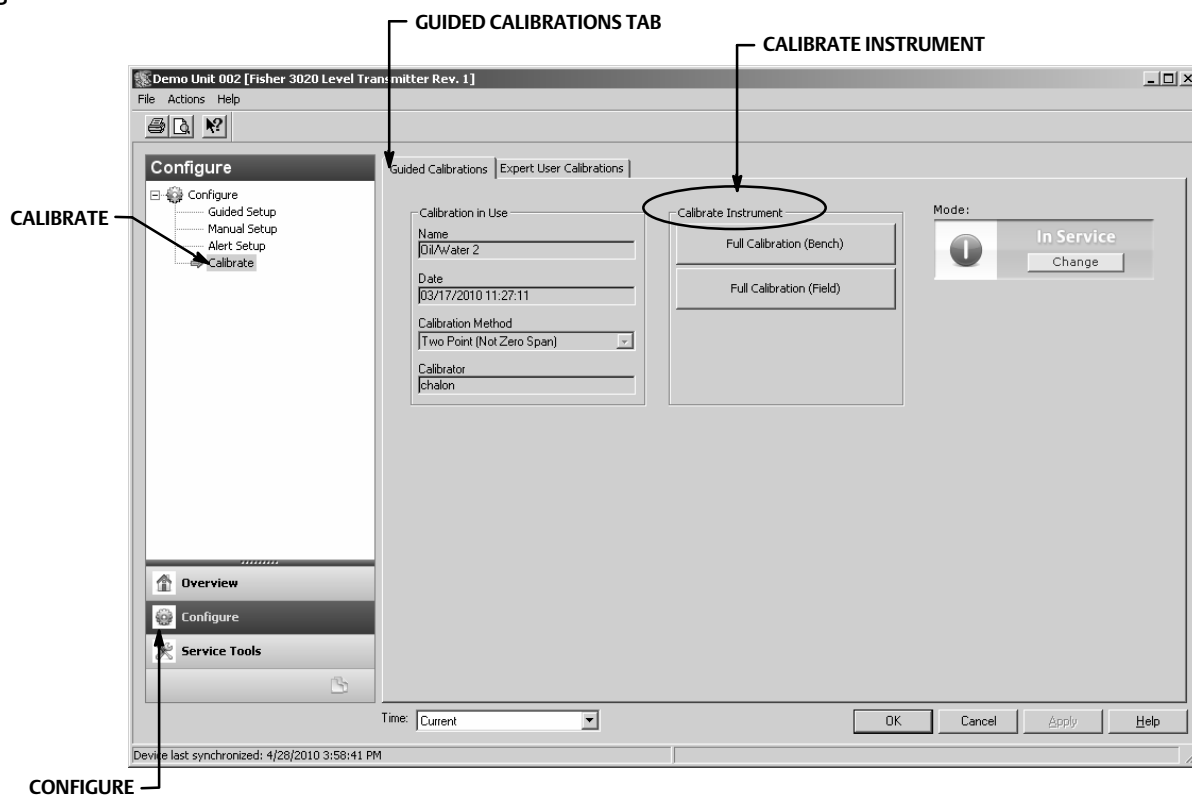 GUIDED CALIBRATIONS TAB
CALIBRATE INSTRUMENT
Demo Unit 002 [Fisher 3020 Level Transmitter Rev. 1]
File Actions Help
Configure
Configure
Guided Setup
Manual Setup
Alert Setup
Calibrate
CALIBRATE
Guided Calibrations
Expert User Calibrations
Calibration in Use
Name
Oil/Water 2
Date
03/17/2010 11:27:11
Calibration Method
Two Point (Not Zero Span)
Calibrator
chalon
Calibrate Instrument
Full Calibration (Bench)
Full Calibration (Field)
Mode:
In Service
Change
Overview
Configure
Service Tools
Time:
Current
OK
Cancel
Apply
Help
Device last synchronized: 4/28/2010 3:58:41 PM
CONFIGURE